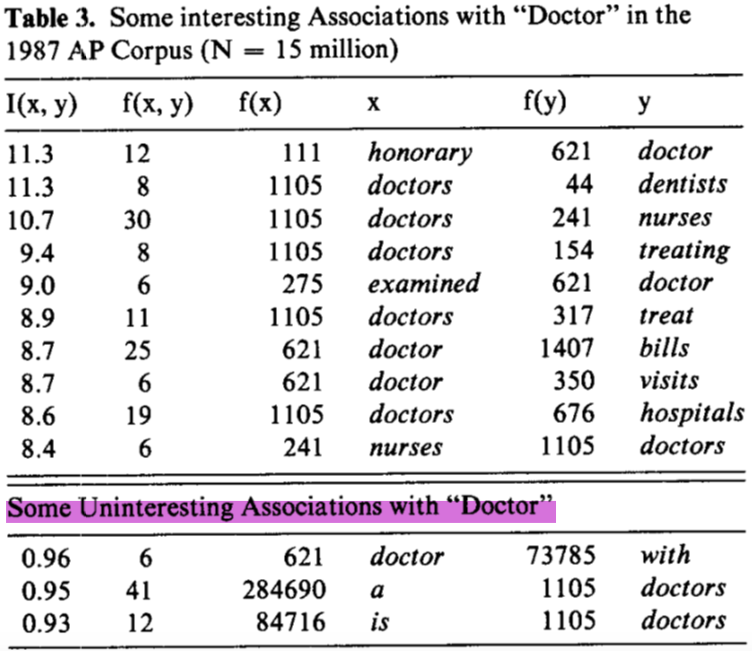 Table 3. Some interesting Associations with “Doctor” in the
1987 AP Corpus (N = 15 million)
I(x, y) f(x, y) f(x) x f(y) y
11.3 12 111 honorary 621 doctor
11.3 8 1105 doctors 44 dentists
10.7 30 1105 doctors 241 nurses
9.4 8 1105 doctors 154 treating
9.0 6 275 examined 621 doctor
8.9 11 1105 doctors 317 treat
8.7 25 621 doctor 1407 bills
8.7 6 621 doctor 350 visits
8.6 19 1105 doctors 676 hospitals
8.4 6 241 nurses 1105 doctors
Some Uninteresting Associations with “Doctor”
0.96 6 621 doctor 73785 with
0.95 41 284690 a 1105 doctors
0.93 12 84716 is 1105 doctors